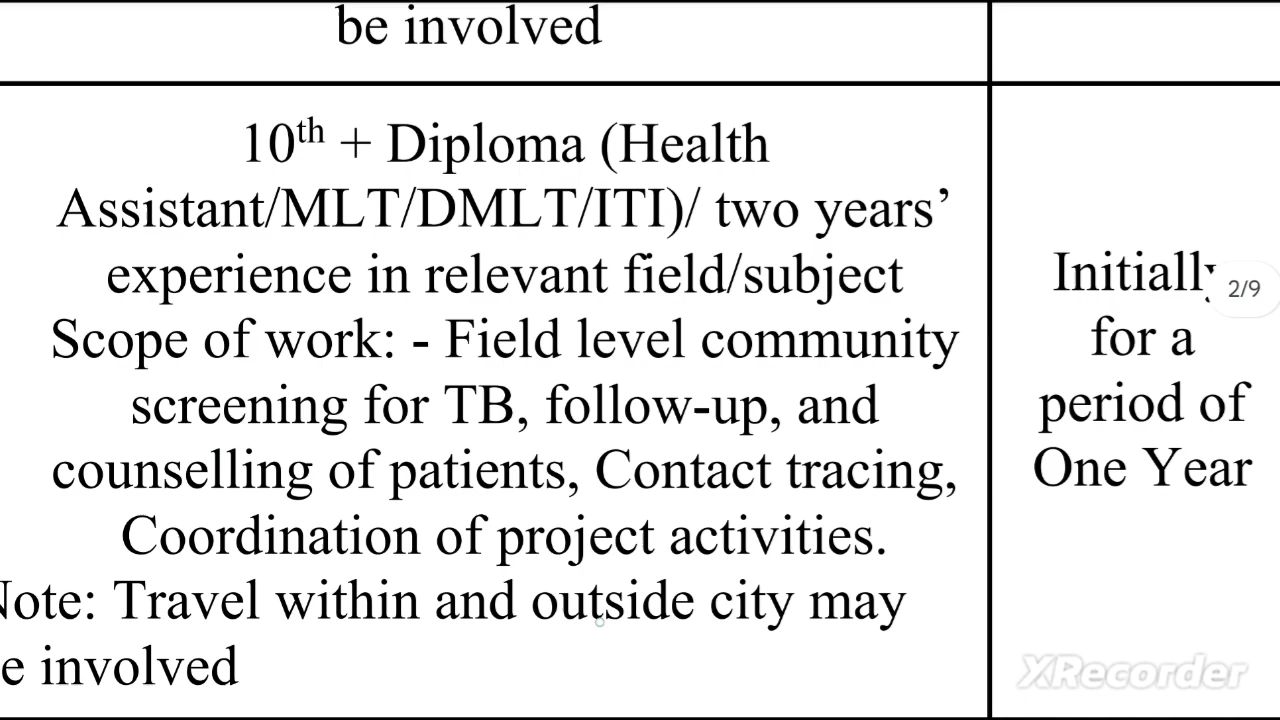 be involved
10th + Diploma (Health
Assistant/MLT/DMLT/ITI)/ two years’
experience in relevant field/subject
Scope of work: - Field level community
screening for TB, follow-up, and
counselling of patients, Contact tracing,
Coordination of project activities.
Note: Travel within and outside city may
e involved
Initially
for a
period of
One Year
2/9
XRecorder